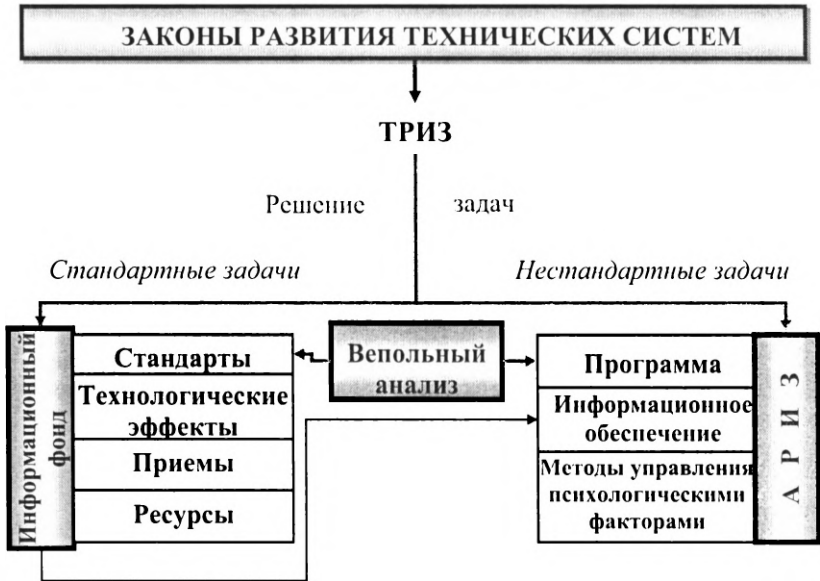 ЗАКОНЫ РАЗВИТИЯ ТЕХНИЧЕСКИХ СИСТЕМ
ТРИЗ
Решение задач
Стандартные задачи
Нестандартные задачи
Информационный
фонд
Стандарты
Технологические
эффекты
Приемы
Ресурсы
Вепольный
анализ
Программа
Информационное
обеспечение
Методы управления
психологическими
факторами
АРИЗ